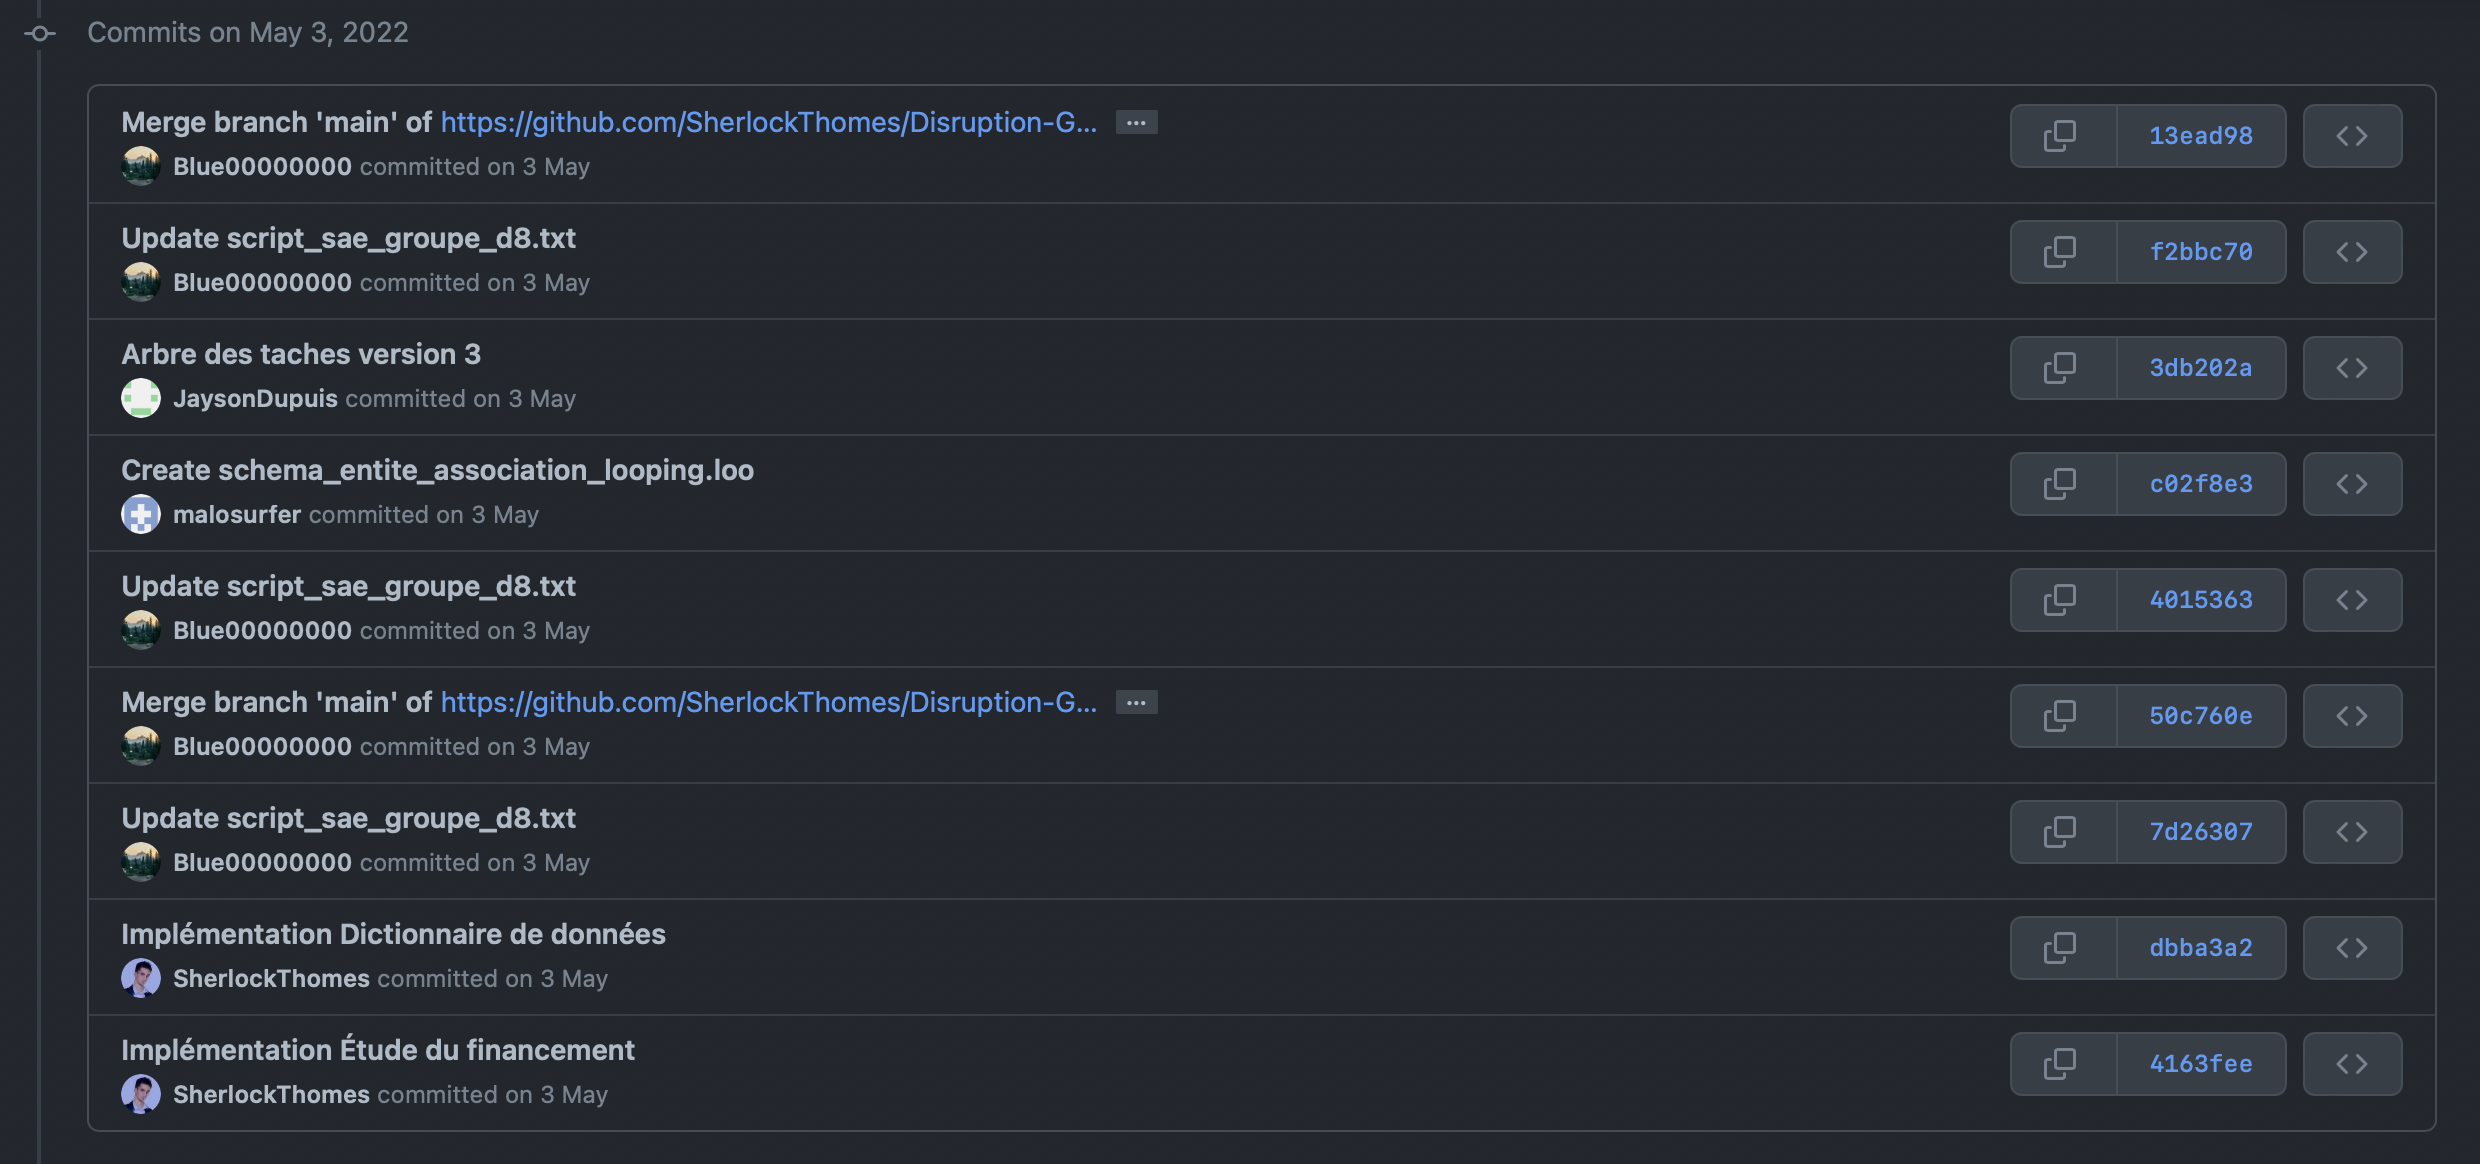 Commits on May 3, 2022
Merge branch 'main' of https://github.com/SherlockThomes/Disruption-G... ...
13ead98
Blue00000000 committed on 3 May
Update script_sae_groupe_d8.txt
f2bbc70
Blue00000000 committed on 3 May
Arbre des taches version 3
3db202a
JaysonDupuis committed on 3 May
Create schema_entite_association_looping.loo
c02f8e3
malosurfer committed on 3 May
Update script_sae_groupe_d8.txt
4015363
Blue00000000 committed on 3 May
Merge branch 'main' of https://github.com/SherlockThomes/Disruption-G... ...
50c760e
Blue00000000 committed on 3 May
Update script_sae_groupe_d8.txt
7d26307
Blue00000000 committed on 3 May
Implémentation Dictionnaire de données
dbba3a2
SherlockThomes committed on 3 May
Implémentation Étude du financement
4163fee
SherlockThomes committed on 3 May